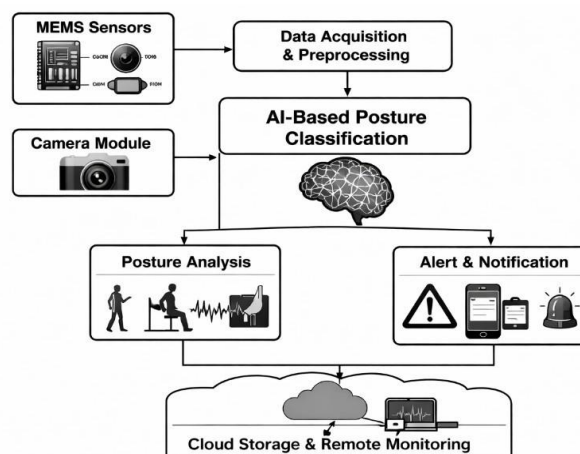 MEMS Sensors
Data Acquisition
& Preprocessing
AI-Based Posture
Classification
Camera Module
Posture Analysis
Alert & Notification
Cloud Storage & Remote Monitoring